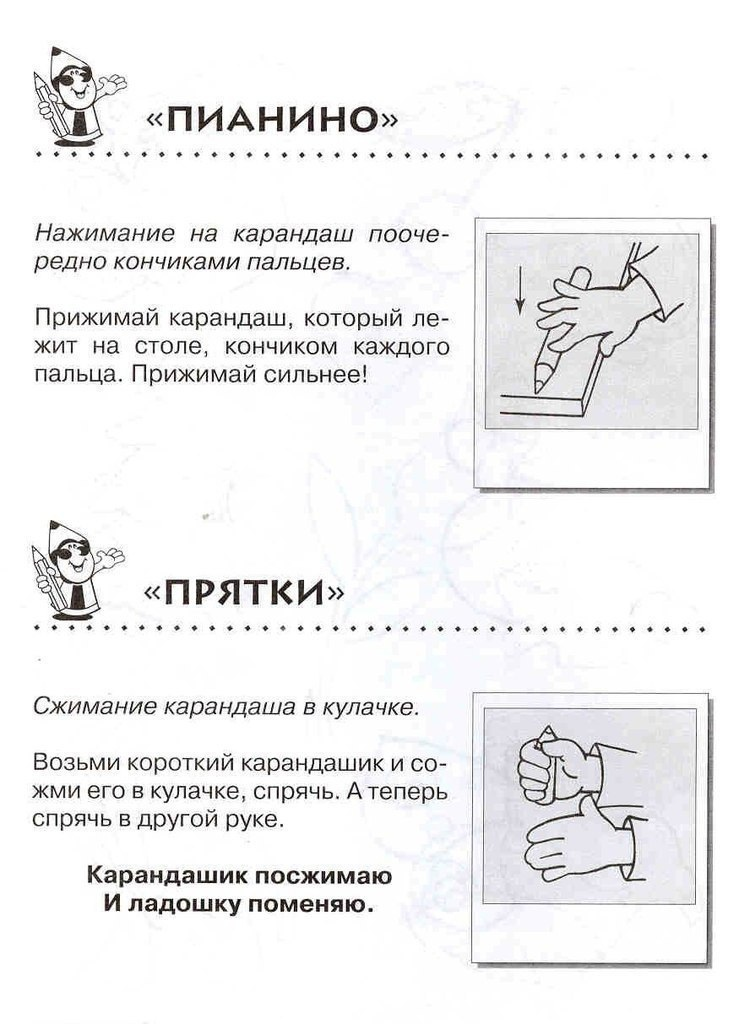 «ПИАНИНО»
Нажимание на карандаш пооче-
редно кончиками пальцев.
Прижимай карандаш, который ле-
жит на столе, кончиком каждого
пальца. Прижимай сильнее!
«ПРЯТКИ»
Сжимание карандаша в кулачке.
Возьми короткий карандашик и со-
жми его в кулачке, спрячь. А теперь
спрячь в другой руке.
Карандашик посжимаю
И ладошку поменяю.